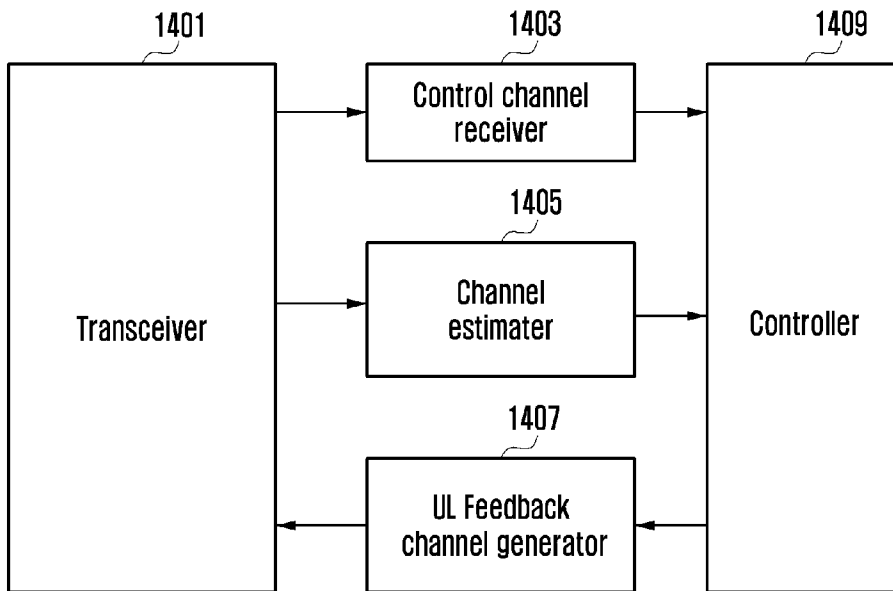 1401
1403
1409
Control channel
receiver
1405
Channel
estimater
Transceiver
Controller
1407
UL Feedback
channel generator